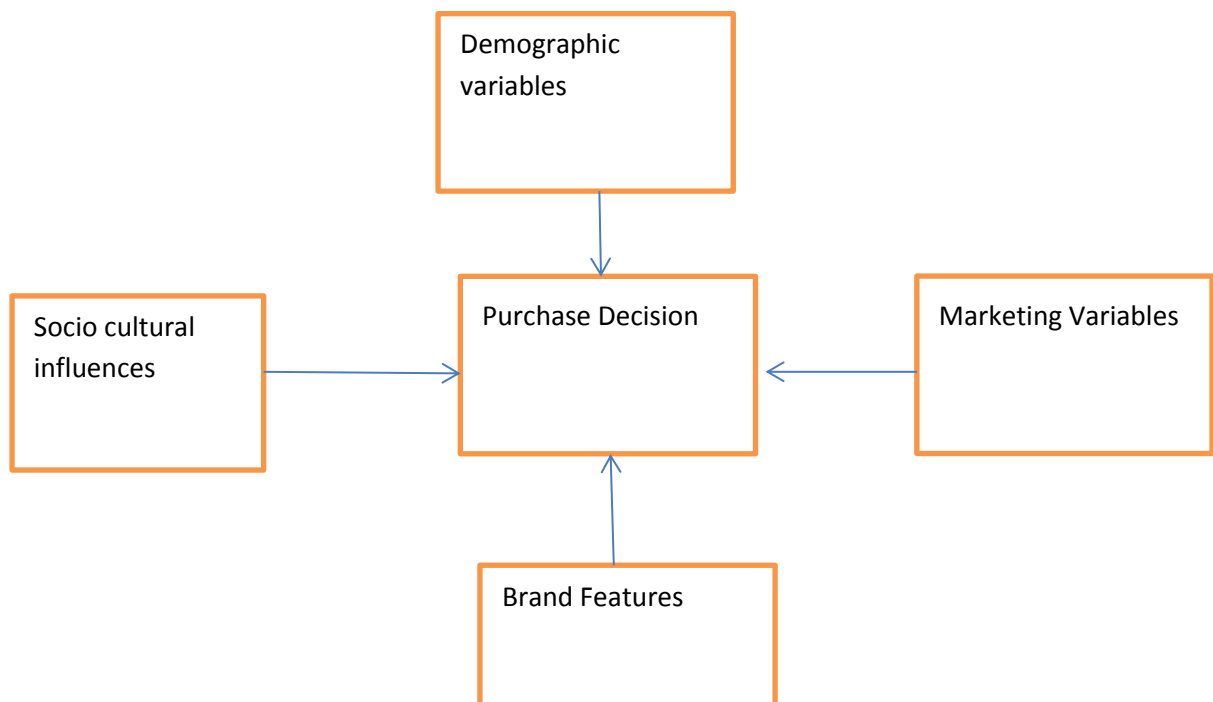 Demographic
variables
Socio cultural
influences
Purchase Decision
Marketing Variables
Brand Features